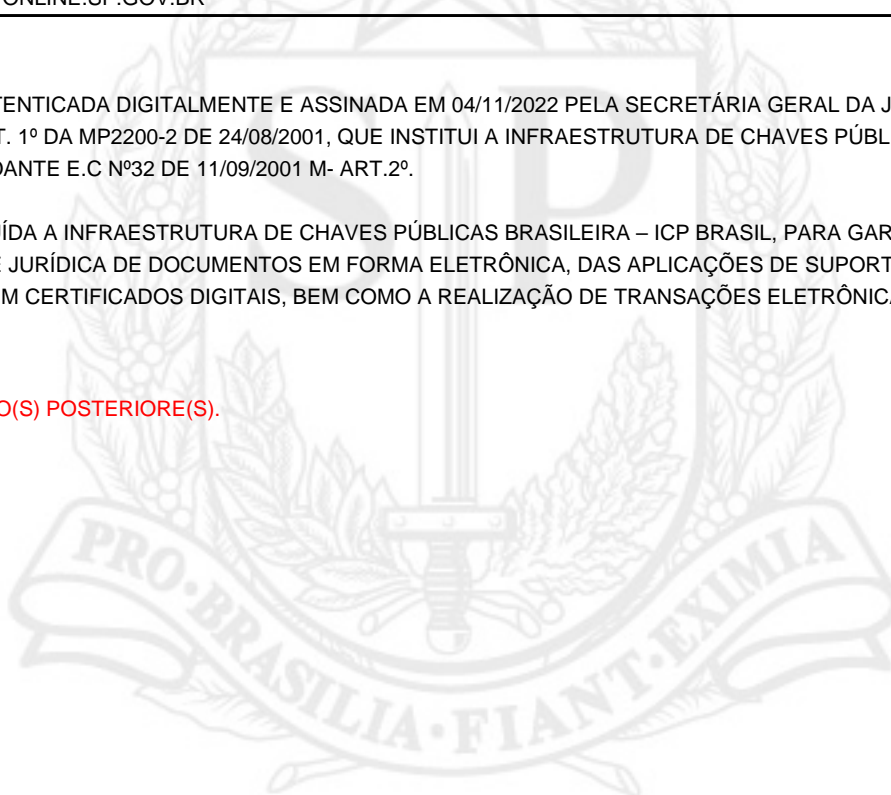 ONLINE.SP.GOV.BR
TENTICADA DIGITALMENTE E ASSINADA EM 04/11/2022 PELA SECRETÁRIA GERAL DA J
T. 1º DA MP2200-2 DE 24/08/2001, QUE INSTITUI A INFRAESTRUTURA DE CHAVES PÚBL
DANTE E.C Nº32 DE 11/09/2001 M- ART.2º.
ÍDA A INFRAESTRUTURA DE CHAVES PÚBLICAS BRASILEIRA – ICP BRASIL, PARA GAR
E JURÍDICA DE DOCUMENTOS EM FORMA ELETRÔNICA, DAS APLICAÇÕES DE SUPORT
M CERTIFICADOS DIGITAIS, BEM COMO A REALIZAÇÃO DE TRANSAÇÕES ELETRÔNICA
O(S) POSTERIORE(S).
SP
PRO·BRASILIA·FIANT·EXIMIA